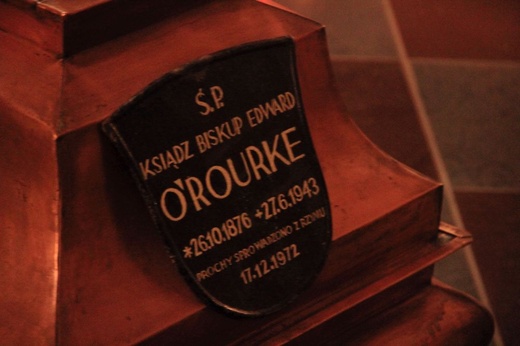 Ś.P.
KSIĄDZ BISKUP EDWARD
O'ROURKE
*26.10.1876 +27.6.1943
PROCHY SPROWADZONO Z RZYMU
17.12.1972